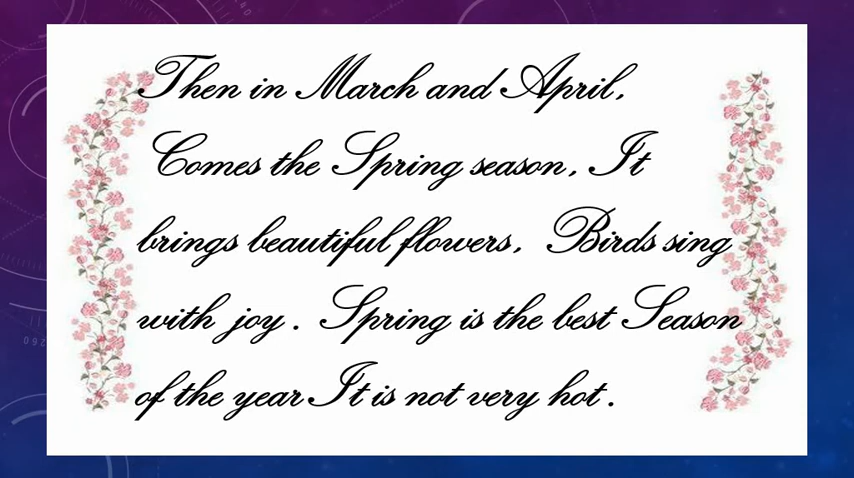 Then in March and April,
Comes the Spring season, It
brings beautiful flowers, Birds sing
with joy. Spring is the best Season
of the year It is not very hot.